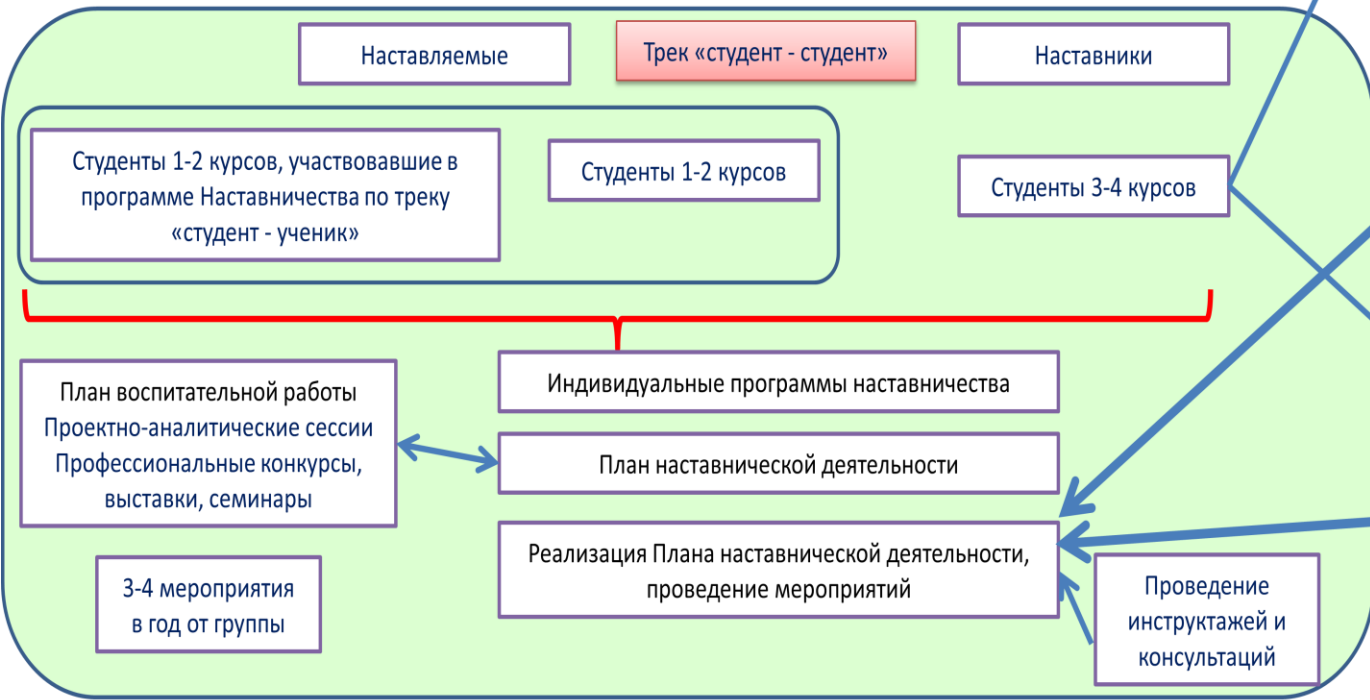 Наставляемые
Трек «студент - студент»
Наставники
Студенты 1-2 курсов, участвовавшие в
программе Наставничества по треку
«студент - ученик»
Студенты 1-2 курсов
Студенты 3-4 курсов
План воспитательной работы
Проектно-аналитические сессии
Профессиональные конкурсы,
выставки, семинары
Индивидуальные программы наставничества
План наставнической деятельности
Реализация Плана наставнической деятельности,
проведение мероприятий
3-4 мероприятия
в год от группы
Проведение
инструктажей и
консультаций